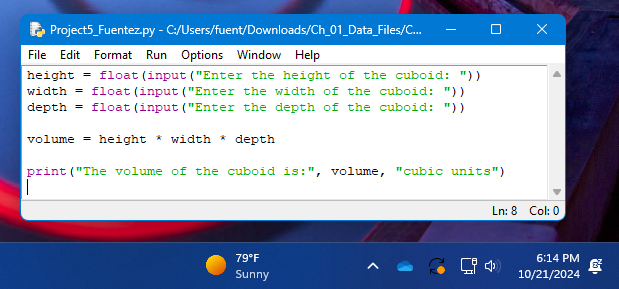 Project5_Fuentez.py - C:/Users/fuent/Downloads/Ch_01_Data_Files/C...
File Edit Format Run Options Window Help
height = float(input("Enter the height of the cuboid: "))
width = float(input("Enter the width of the cuboid: "))
depth = float(input("Enter the depth of the cuboid: "))
volume = height * width * depth
print("The volume of the cuboid is:", volume, "cubic units")
Ln: 8 Col: 0
79°F
Sunny
6:14 PM
10/21/2024